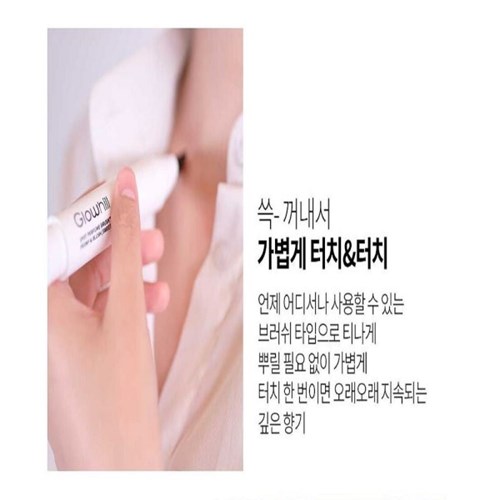 Glowhill
쓱- 꺼내서
가볍게 터치&터치
언제 어디서나 사용할 수 있는
브러쉬 타입으로 티나게
뿌릴 필요 없이 가볍게
터치 한 번이면 오래오래 지속되는
깊은 향기